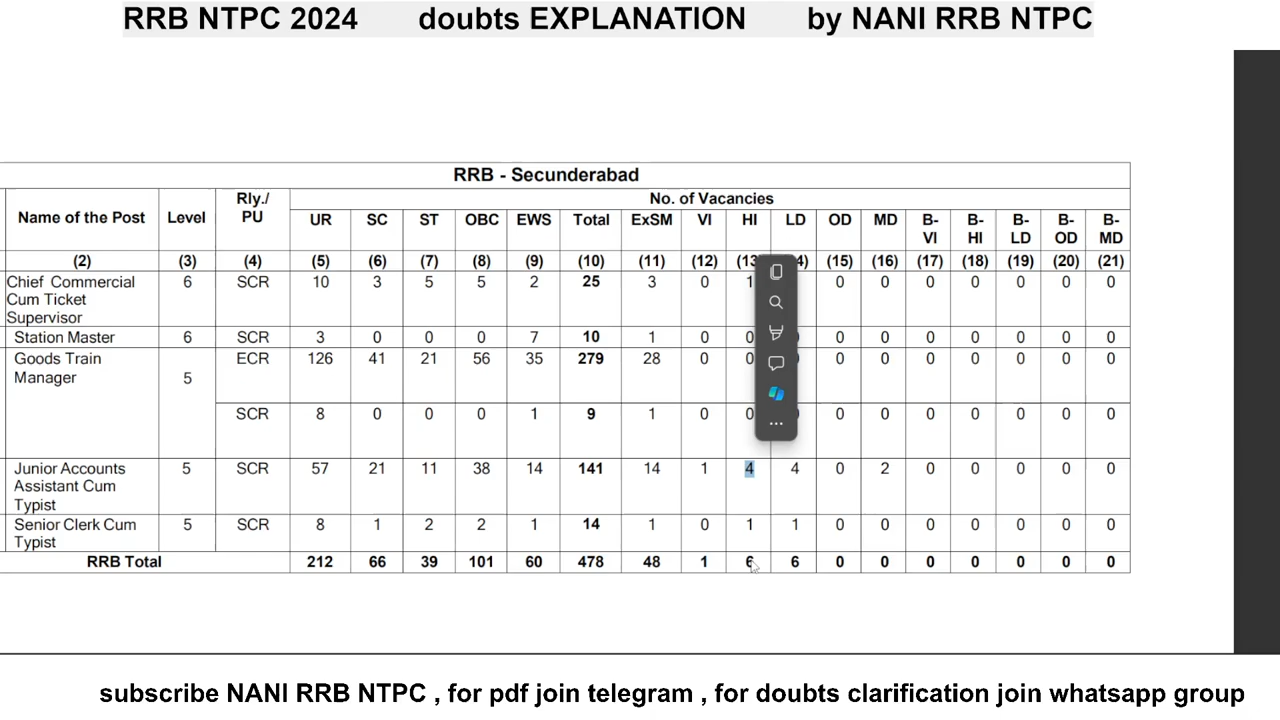 RRB NTPC 2024 doubts EXPLANATION by NANI RRB NTPC
RRB - Secunderabad
Name of the Post Level Rly./ PU No. of Vacancies
UR SC ST OBC EWS Total ExSM VI HI LD OD MD B-VI B-HI B-LD B-OD B-MD
(2) (3) (4) (5) (6) (7) (8) (9) (10) (11) (12) (13 4) (15) (16) (17) (18) (19) (20) (21)
Chief Commercial 6 SCR 10 3 5 5 2 25 3 0 1 0 0 0 0 0 0 0
Cum Ticket
Supervisor
Station Master 6 SCR 3 0 0 0 7 10 1 0 0 0 0 0 0 0 0 0
Goods Train ECR 126 41 21 56 35 279 28 0 0 0 0 0 0 0 0 0
Manager 5
SCR 8 0 0 0 1 9 1 0 0 0 0 0 0 0 0 0
Junior Accounts 5 SCR 57 21 11 38 14 141 14 1 4 4 0 2 0 0 0 0 0
Assistant Cum
Typist
Senior Clerk Cum 5 SCR 8 1 2 2 1 14 1 0 1 1 0 0 0 0 0 0 0
Typist
RRB Total 212 66 39 101 60 478 48 1 6 6 0 0 0 0 0 0 0
subscribe NANI RRB NTPC , for pdf join telegram , for doubts clarification join whatsapp group